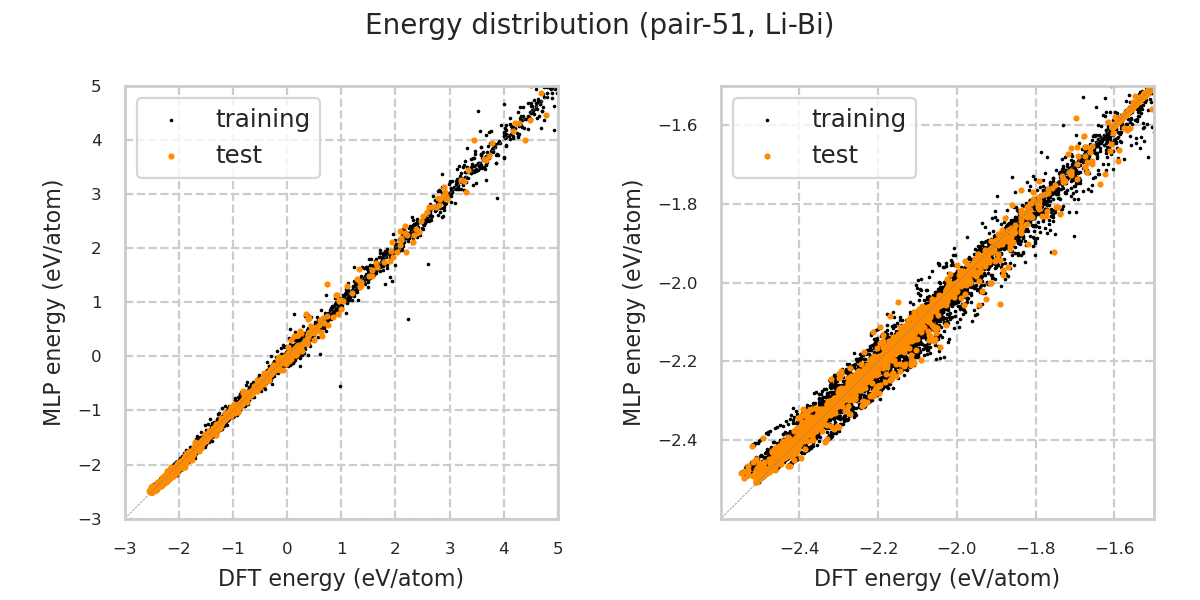 Energy distribution (pair-51, Li-Bi)
MLP energy (eV/atom)
5
4
3
2
1
0
−1
−2
−3
training
test
−3 −2 −1 0 1 2 3 4 5
DFT energy (eV/atom)
MLP energy (eV/atom)
−1.6
−1.8
−2.0
−2.2
−2.4
training
test
−2.4 −2.2 −2.0 −1.8 −1.6
DFT energy (eV/atom)